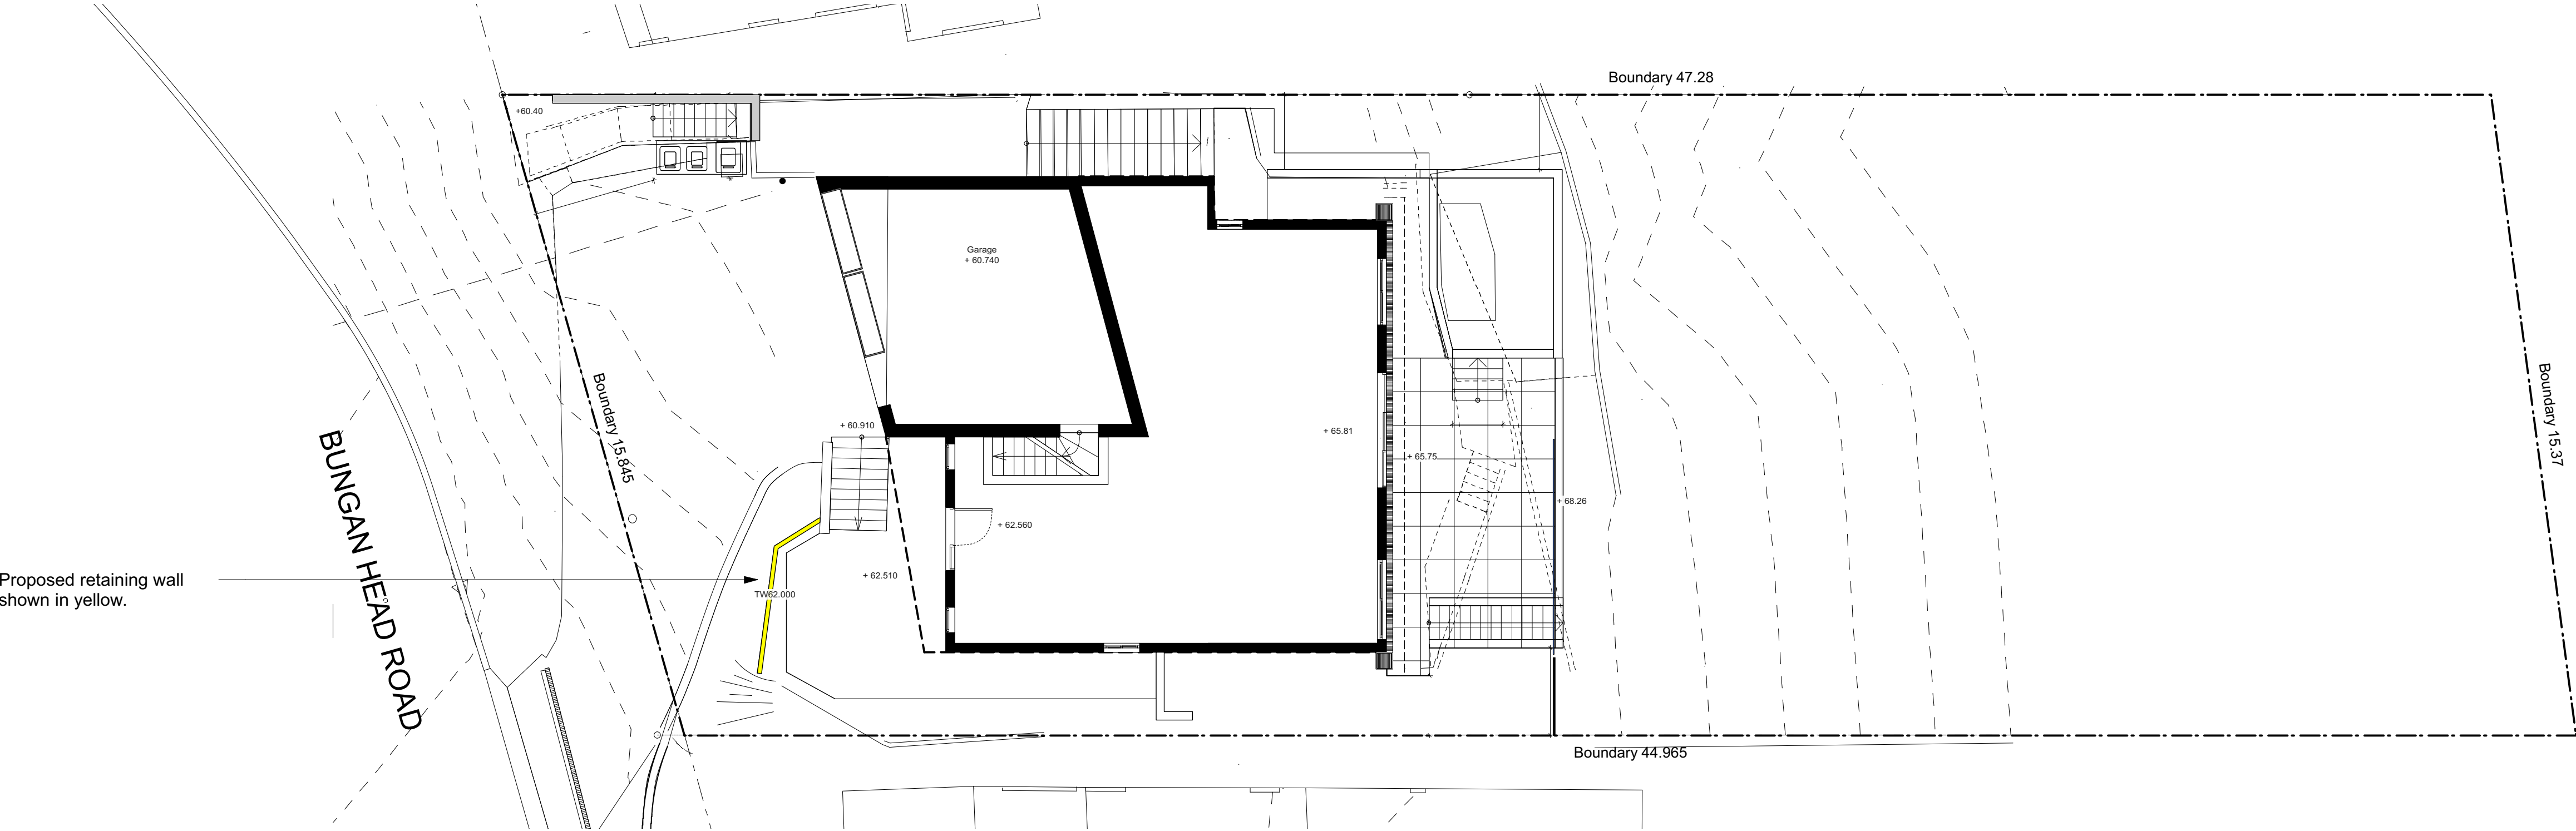 Boundary 47.28
+60.40
Garage
+ 60.740
Boundary 15.845
Boundary 15.37
+ 60.910
+ 65.81
+ 65.75
BUNGAN HEAD ROAD
+ 68.26
+ 62.560
+ 62.510
Proposed retaining wall
shown in yellow.
TW62.000
Boundary 44.965